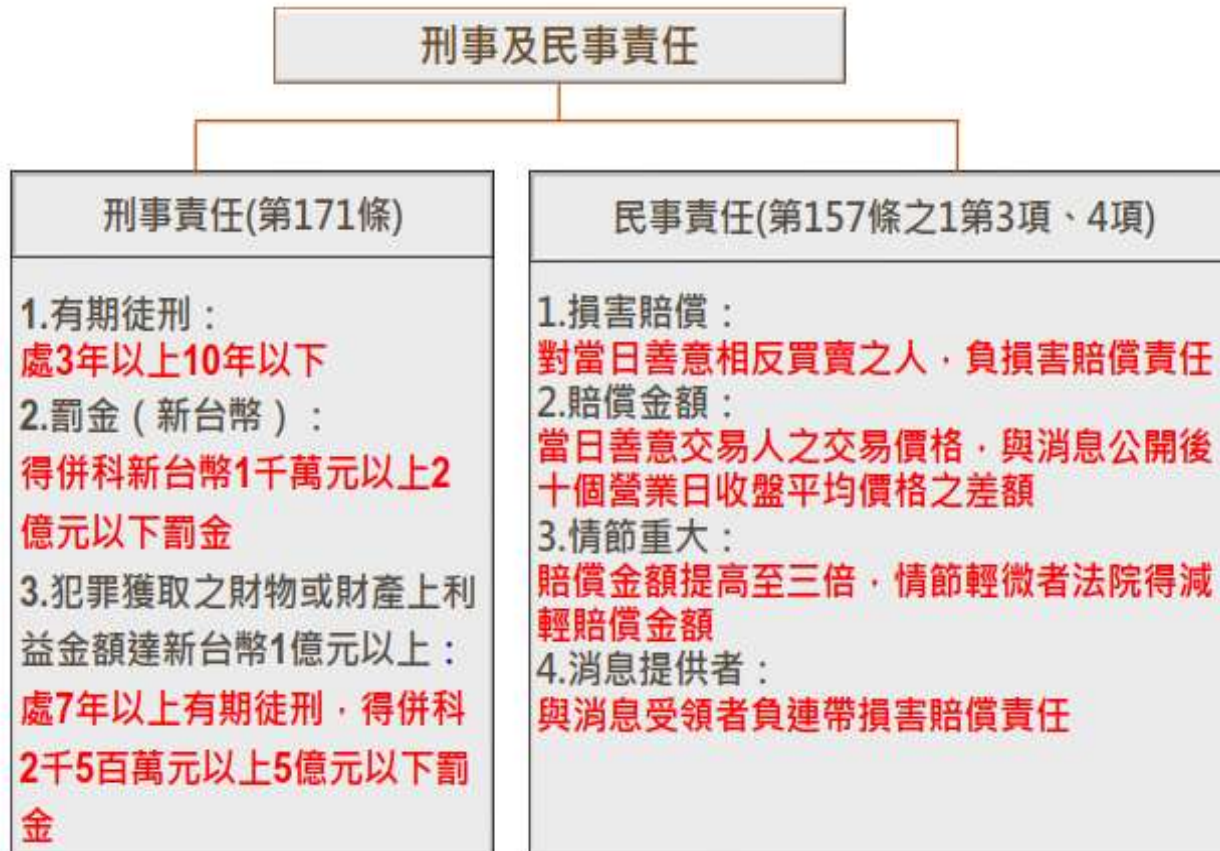 刑事及民事責任
刑事責任(第171條)
1.有期徒刑：
處3年以上10年以下
2.罰金（新台幣）：
得併科新台幣1千萬元以上2
億元以下罰金
3.犯罪獲取之財物或財產上利
益金額達新台幣1億元以上：
處7年以上有期徒刑，得併科
2千5百萬元以上5億元以下罰
金
民事責任(第157條之1第3項、4項)
1.損害賠償：
對當日善意相反買賣之人，負損害賠償責任
2.賠償金額：
當日善意交易人之交易價格，與消息公開後
十個營業日收盤平均價格之差額
3.情節重大：
賠償金額提高至三倍，情節輕微者法院得減
輕賠償金額
4.消息提供者：
與消息受領者負連帶損害賠償責任